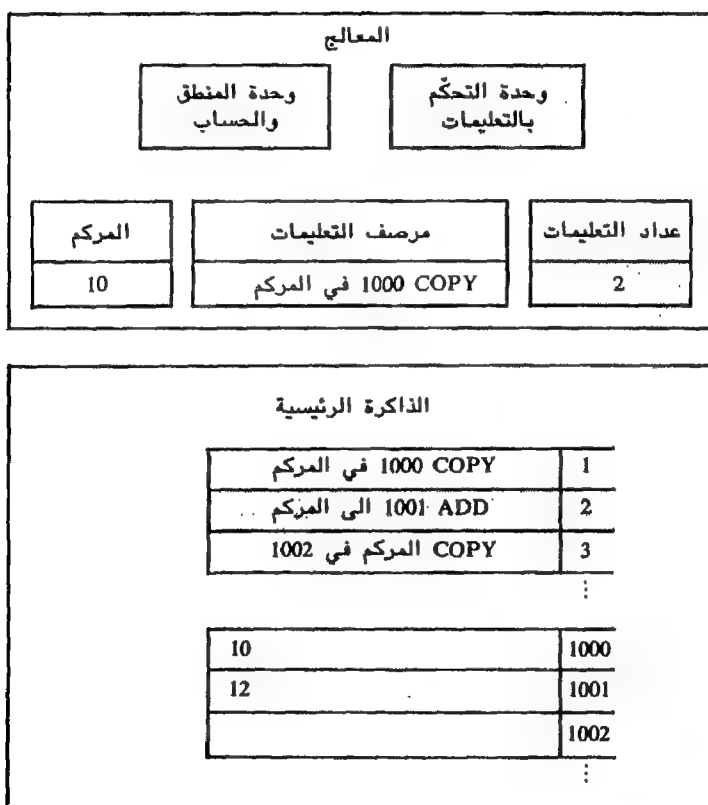 المعالج
وحدة التحكّم
بالتعليمات
وحدة المنطق
والحساب
عداد التعليمات
مرصف التعليمات
المركم
2
1000 COPY في المركم
10
الذاكرة الرئيسية
1
1000 COPY في المركم
2
1001 ADD الى المركم
3
COPY المركم في 1002
1000
10
1001
12
1002